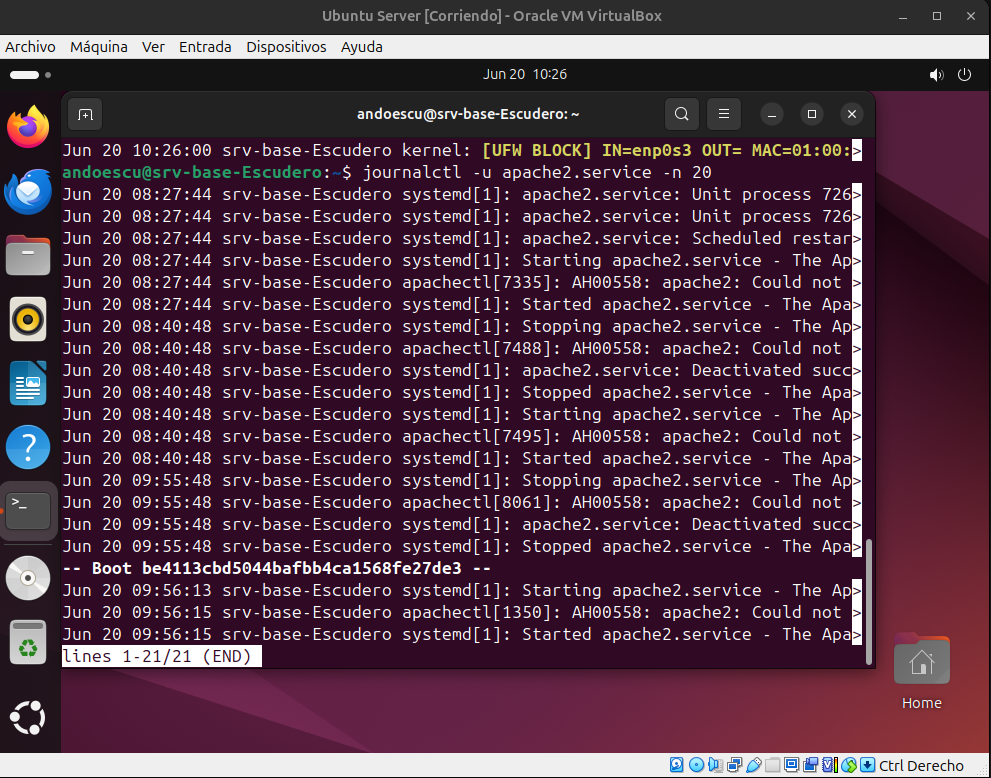 Ubuntu Server [Corriendo] - Oracle VM VirtualBox
Archivo Máquina Ver Entrada Dispositivos Ayuda
Jun 20 10:26
andoescu@srv-base-Escudero: ~
Jun 20 10:26:00 srv-base-Escudero kernel: [UFW BLOCK] IN=enp0s3 OUT= MAC=01:00:>
andoescu@srv-base-Escudero:~$ journalctl -u apache2.service -n 20
Jun 20 08:27:44 srv-base-Escudero systemd[1]: apache2.service: Unit process 726>
Jun 20 08:27:44 srv-base-Escudero systemd[1]: apache2.service: Unit process 726>
Jun 20 08:27:44 srv-base-Escudero systemd[1]: apache2.service: Scheduled restar>
Jun 20 08:27:44 srv-base-Escudero systemd[1]: Starting apache2.service - The Ap>
Jun 20 08:27:44 srv-base-Escudero apachectl[7335]: AH00558: apache2: Could not >
Jun 20 08:27:44 srv-base-Escudero systemd[1]: Started apache2.service - The Apa>
Jun 20 08:40:48 srv-base-Escudero systemd[1]: Stopping apache2.service - The Ap>
Jun 20 08:40:48 srv-base-Escudero apachectl[7488]: AH00558: apache2: Could not >
Jun 20 08:40:48 srv-base-Escudero systemd[1]: apache2.service: Deactivated succ>
Jun 20 08:40:48 srv-base-Escudero systemd[1]: Stopped apache2.service - The Apa>
Jun 20 08:40:48 srv-base-Escudero systemd[1]: Starting apache2.service - The Ap>
Jun 20 08:40:48 srv-base-Escudero apachectl[7495]: AH00558: apache2: Could not >
Jun 20 08:40:48 srv-base-Escudero systemd[1]: Started apache2.service - The Apa>
Jun 20 09:55:48 srv-base-Escudero systemd[1]: Stopping apache2.service - The Ap>
Jun 20 09:55:48 srv-base-Escudero apachectl[8061]: AH00558: apache2: Could not >
Jun 20 09:55:48 srv-base-Escudero systemd[1]: apache2.service: Deactivated succ>
Jun 20 09:55:48 srv-base-Escudero systemd[1]: Stopped apache2.service - The Apa>
-- Boot be4113cbd5044bafbb4ca1568fe27de3 --
Jun 20 09:56:13 srv-base-Escudero systemd[1]: Starting apache2.service - The Ap>
Jun 20 09:56:15 srv-base-Escudero apachectl[1350]: AH00558: apache2: Could not >
Jun 20 09:56:15 srv-base-Escudero systemd[1]: Started apache2.service - The Apa>
lines 1-21/21 (END)
Home
Ctrl Derecho